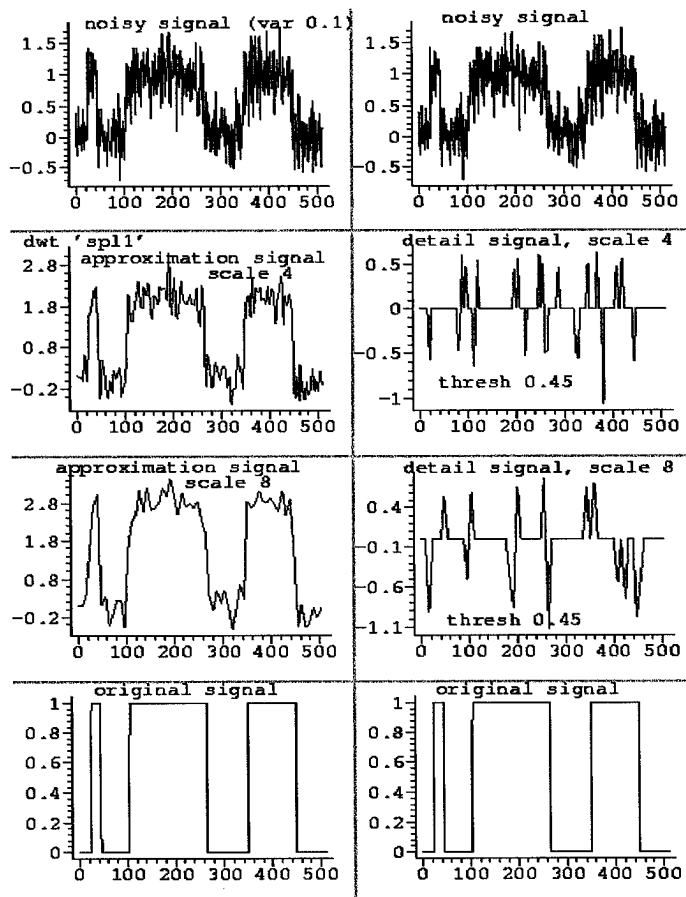 noisy signal (var 0.1)
1.5
1
0.5
0
-0.5
0 100 200 300 400 500
noisy signal
1.5
1
0.5
0
-0.5
0 100 200 300 400 500
dwt 'spl1'
approximation signal
scale 4
2.8
1.8
0.8
-0.2
0 100 200 300 400 500
detail signal, scale 4
0.5
0
-0.5
-1
thresh 0.45
0 100 200 300 400 500
approximation signal
scale 8
2.8
1.8
0.8
-0.2
0 100 200 300 400 500
detail signal, scale 8
0.4
-0.1
-0.6
-1.1
thresh 0.45
0 100 200 300 400 500
original signal
1
0.8
0.6
0.4
0.2
0
0 100 200 300 400 500
original signal
1
0.8
0.6
0.4
0.2
0
0 100 200 300 400 500